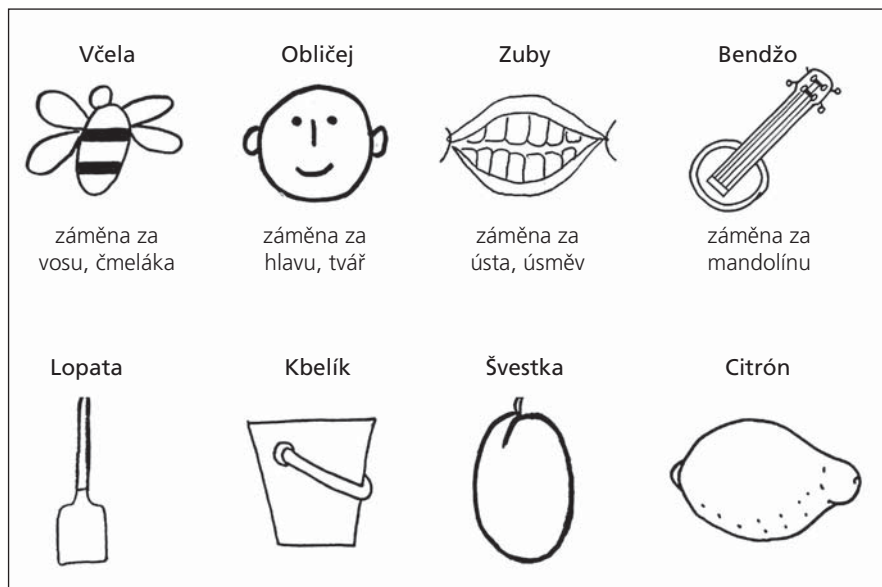 Včela
Obličej
Zuby
Bendžo
záměna za
vosu, čmeláka
záměna za
hlavu, tvář
záměna za
ústa, úsměv
záměna za
mandolínu
Lopata
Kbelík
Švestka
Citrón